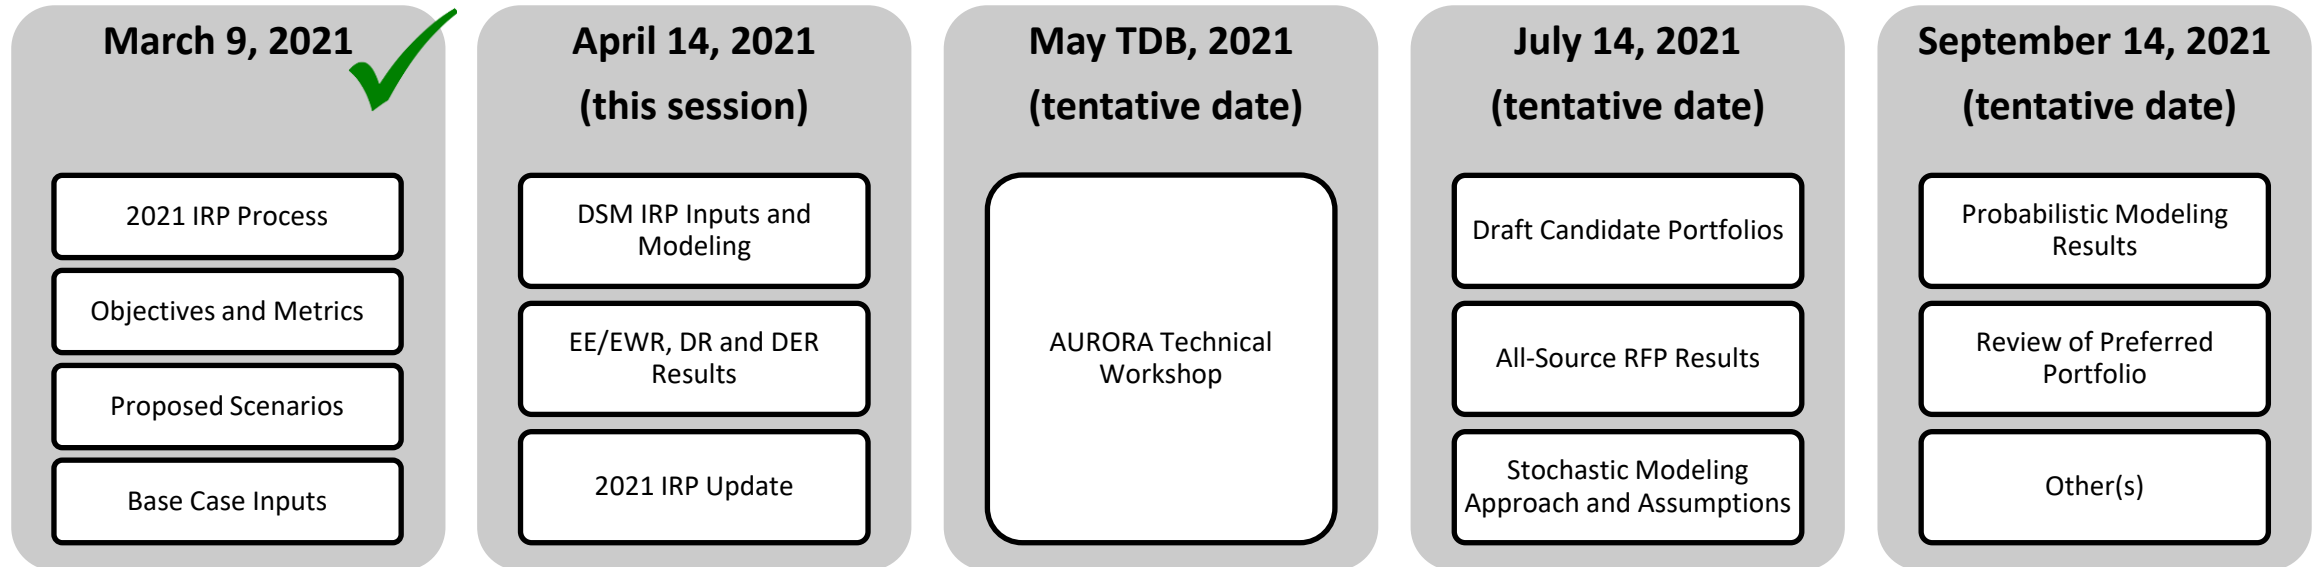 March 9, 2021
2021 IRP Process
Objectives and Metrics
Proposed Scenarios
Base Case Inputs
April 14, 2021
(this session)
DSM IRP Inputs and
Modeling
EE/EWR, DR and DER
Results
2021 IRP Update
May TDB, 2021
(tentative date)
AURORA Technical
Workshop
July 14, 2021
(tentative date)
Draft Candidate Portfolios
All-Source RFP Results
Stochastic Modeling
Approach and Assumptions
September 14, 2021
(tentative date)
Probabilistic Modeling
Results
Review of Preferred
Portfolio
Other(s)